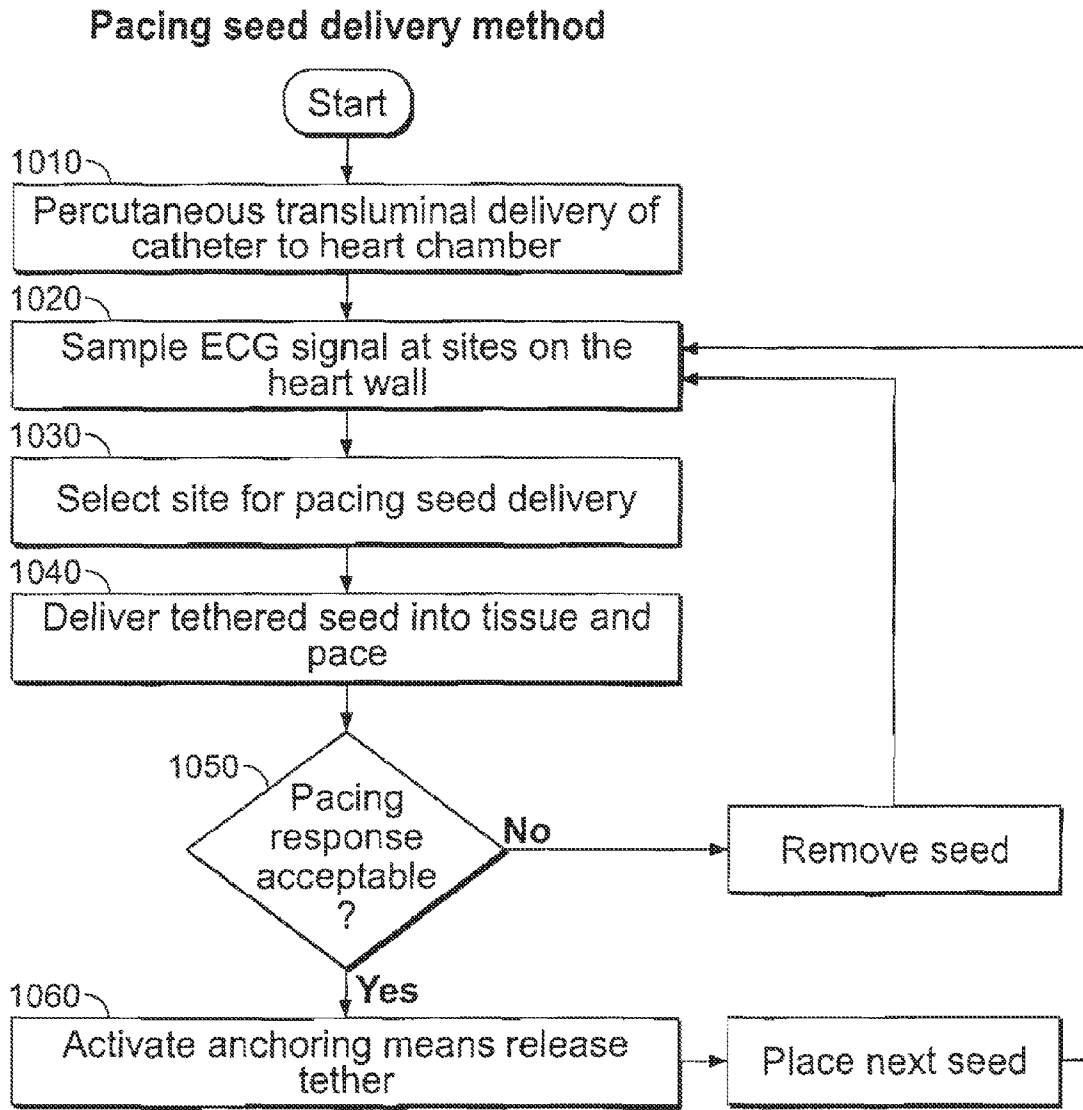 Pacing seed delivery method
Start
1010
Percutaneous transluminal delivery of
catheter to heart chamber
1020
Sample ECG signal at sites on the
heart wall
1030
Select site for pacing seed delivery
1040
Deliver tethered seed into tissue and
pace
1050
Pacing
response
acceptable
?
No
Remove seed
Yes
1060
Activate anchoring means release
tether
Place next seed